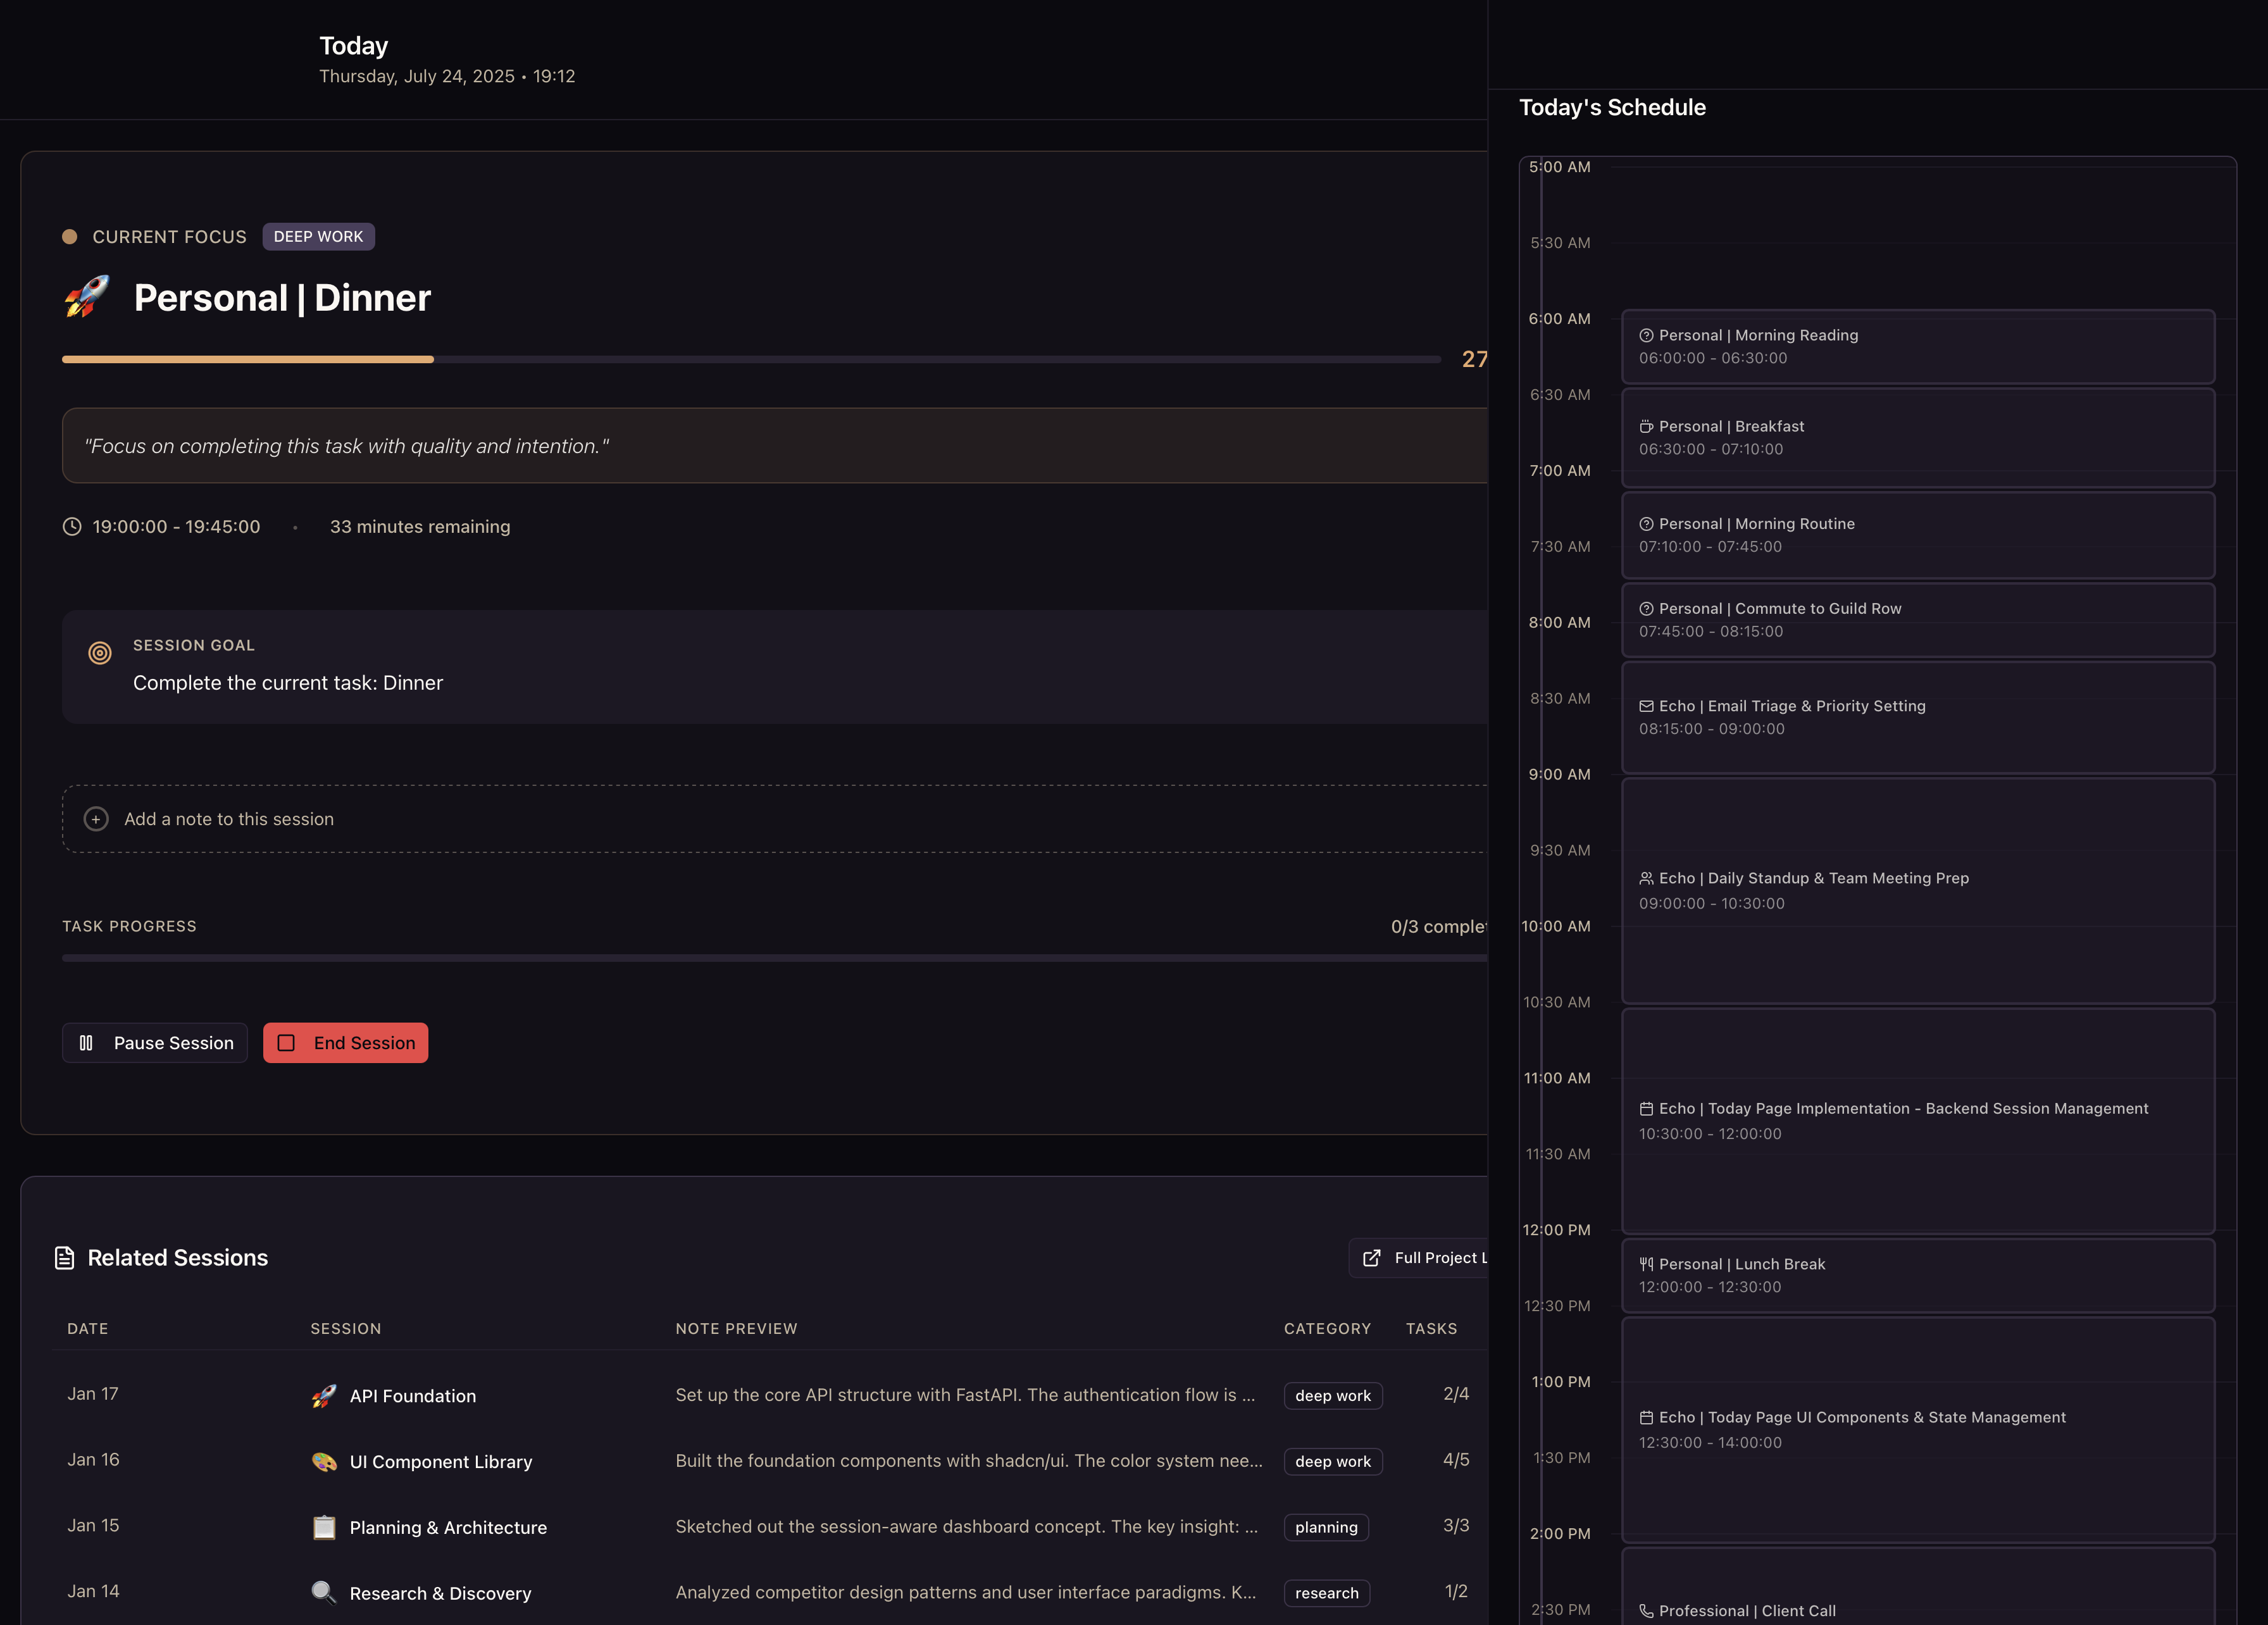 Today
Thursday, July 24, 2025 • 19:12
CURRENT FOCUS DEEP WORK
Personal | Dinner
27
"Focus on completing this task with quality and intention."
19:00:00 - 19:45:00 • 33 minutes remaining
SESSION GOAL
Complete the current task: Dinner
Add a note to this session
TASK PROGRESS 0/3 complet
Pause Session End Session
Related Sessions Full Project L
DATE SESSION NOTE PREVIEW CATEGORY TASKS
Jan 17 API Foundation Set up the core API structure with FastAPI. The authentication flow is ... deep work 2/4
Jan 16 UI Component Library Built the foundation components with shadcn/ui. The color system nee... deep work 4/5
Jan 15 Planning & Architecture Sketched out the session-aware dashboard concept. The key insight: ... planning 3/3
Jan 14 Research & Discovery Analyzed competitor design patterns and user interface paradigms. K... research 1/2
Today's Schedule
5:00 AM
5:30 AM
6:00 AM
Personal | Morning Reading
06:00:00 - 06:30:00
6:30 AM
Personal | Breakfast
06:30:00 - 07:10:00
7:00 AM
Personal | Morning Routine
07:10:00 - 07:45:00
7:30 AM
Personal | Commute to Guild Row
8:00 AM
07:45:00 - 08:15:00
8:30 AM
Echo | Email Triage & Priority Setting
08:15:00 - 09:00:00
9:00 AM
9:30 AM
Echo | Daily Standup & Team Meeting Prep
09:00:00 - 10:30:00
10:00 AM
10:30 AM
11:00 AM
Echo | Today Page Implementation - Backend Session Management
10:30:00 - 12:00:00
11:30 AM
12:00 PM
Personal | Lunch Break
12:00:00 - 12:30:00
12:30 PM
1:00 PM
Echo | Today Page UI Components & State Management
12:30:00 - 14:00:00
1:30 PM
2:00 PM
2:30 PM
Professional | Client Call